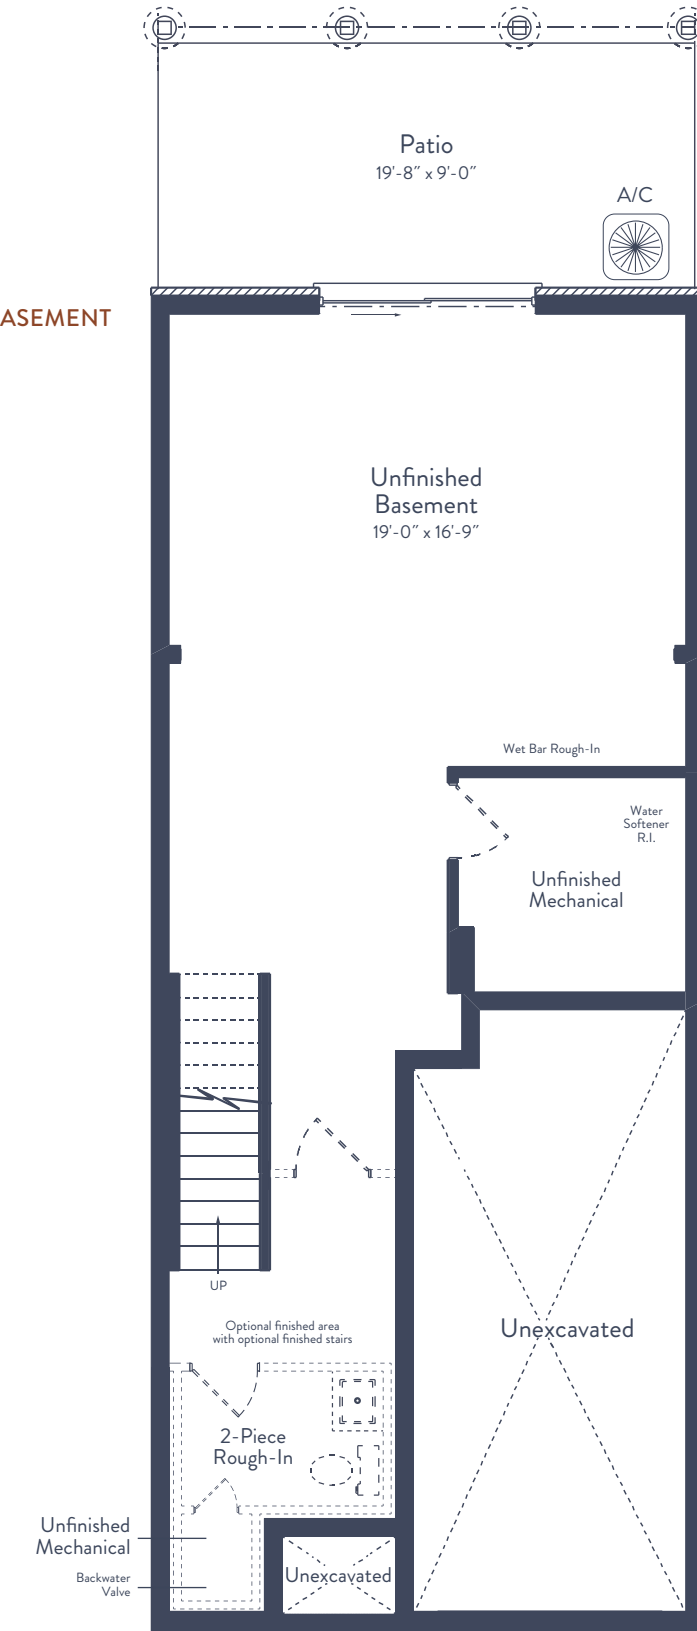 Patio
19'-8" x 9'-0"
A/C
ASEMENT
Unfinished
Basement
19'-0" x 16'-9"
Wet Bar Rough-In
Water
Softener
R.I.
Unfinished
Mechanical
UP
Optional finished area
with optional finished stairs
Unexcavated
2-Piece
Rough-In
Unfinished
Mechanical
Unexcavated
Backwater
Valve